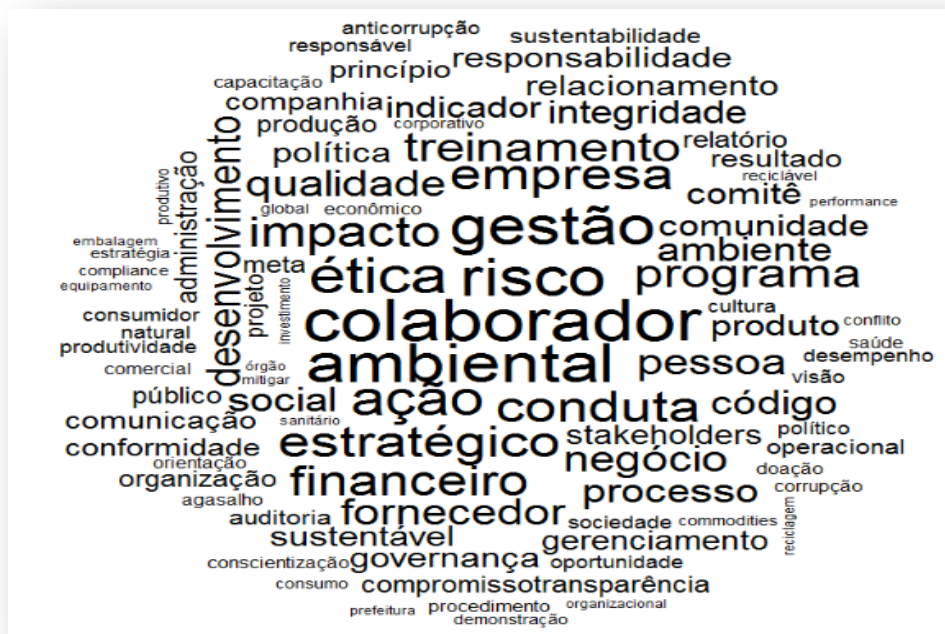 anticorrupção
sustentabilidade
responsável
responsabilidade
princípio
relacionamento
capacitação
companhia
indicador
integridade
produção
corporativo
relatório
treinamento
política
resultado
empresa
reciclável
qualidade
comitê
performance
produtivo
administração
desenvolvimento
global
econômico
impacto
gestão
comunidade
ambiente
embalagem
estratégia
compliance
equipamento
meta
ética
risco
programa
projeto
investimento
consumidor
natural
produtividade
colaborador
cultura
produto
conflito
saúde
comercial
órgão
mitigar
ambiental
pessoa
desempenho
visão
público
social
ação
conduta
código
comunicação
sanitário
conformidade
estratégico
stakeholders
político
operacional
orientação
organização
financeiro
negócio
doação
agasalho
processo
corrupção
auditoria
fornecedor
sociedade
commodities
reciclagem
sustentável
gerenciamento
conscientização
governança
oportunidade
consumo
compromisso
transparência
prefeitura
procedimento
organizacional
demonstração